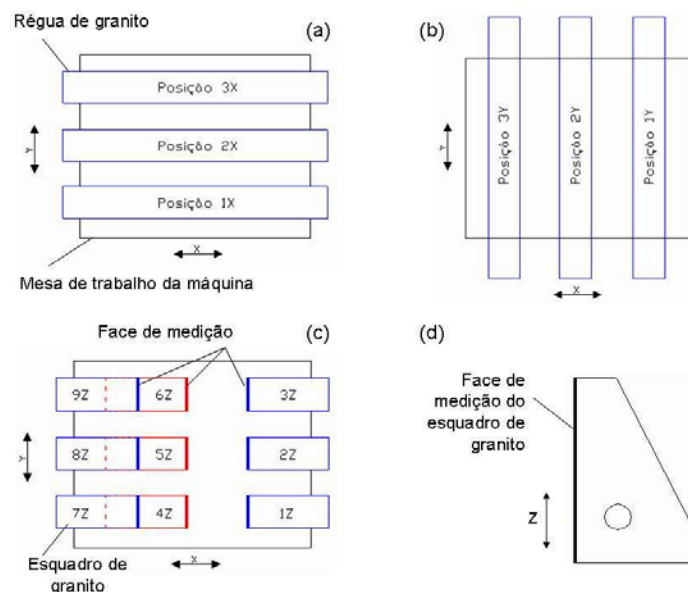 Régua de granito
(a)
Posição 3X
Posição 2X
Posição 1X
Y
X
Mesa de trabalho da máquina
(b)
Posição 3Y
Posição 2Y
Posição 1Y
Y
X
Face de medição
(c)
9Z
6Z
3Z
8Z
5Z
2Z
7Z
4Z
1Z
Y
X
Esquadro de
granito
(d)
Face de
medição do
esquadro de
granito
Z